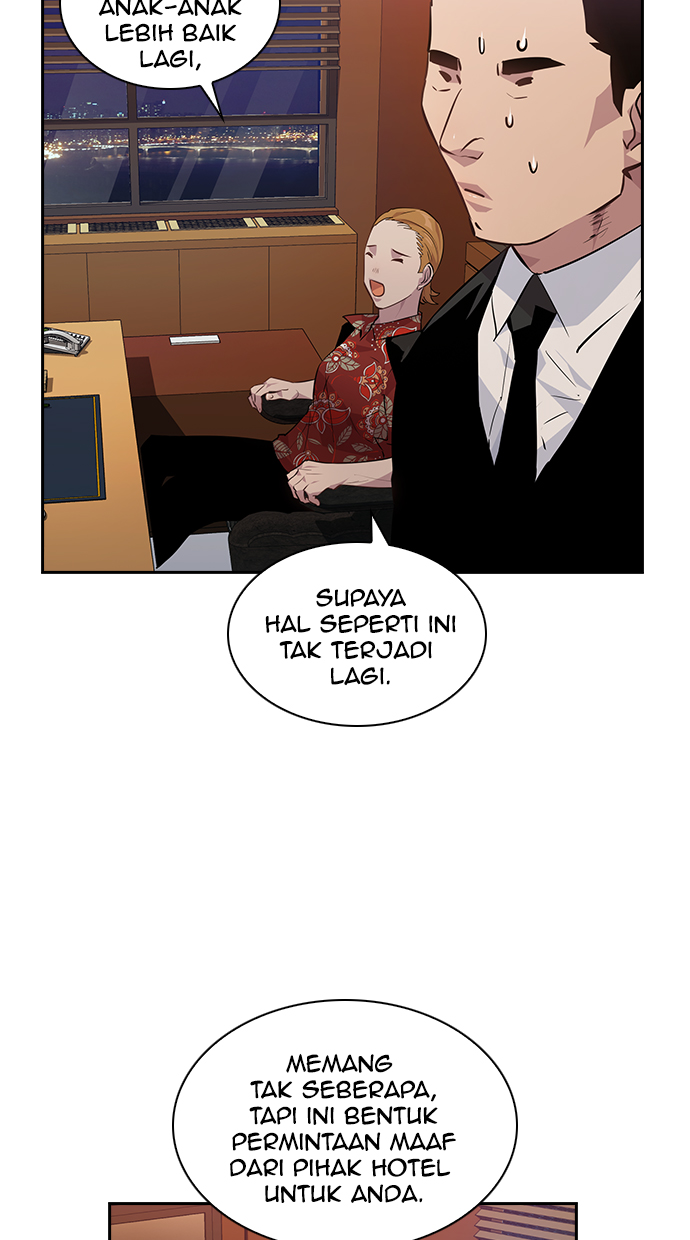 ANAK-ANAK
LEBIH BAIK
LAGI,
SUPAYA
HAL SEPERTI INI
TAK TERJADI
LAGI.
MEMANG
TAK SEBERAPA,
TAPI INI BENTUK
PERMINTAAN MAAF
DARI PIHAK HOTEL
UNTUK ANDA.